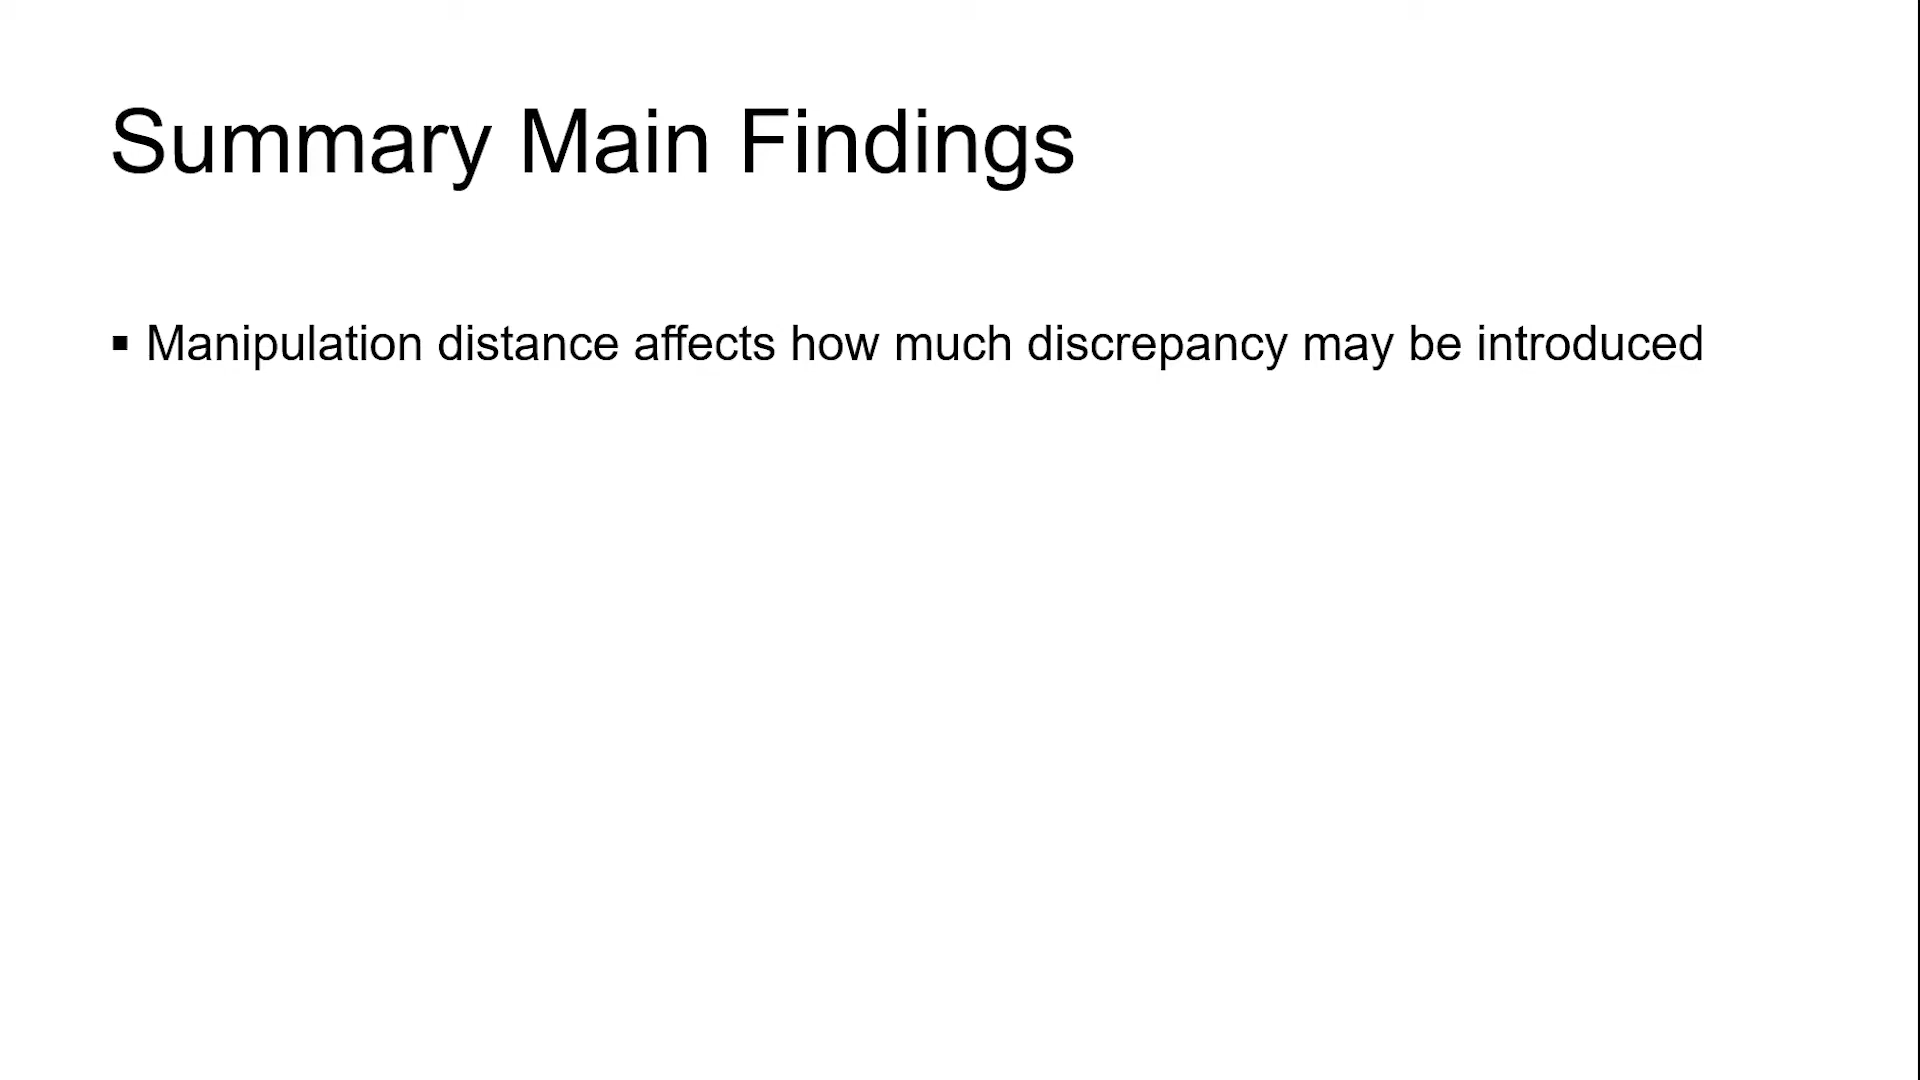 Summary Main Findings
▪ Manipulation distance affects how much discrepancy may be introduced